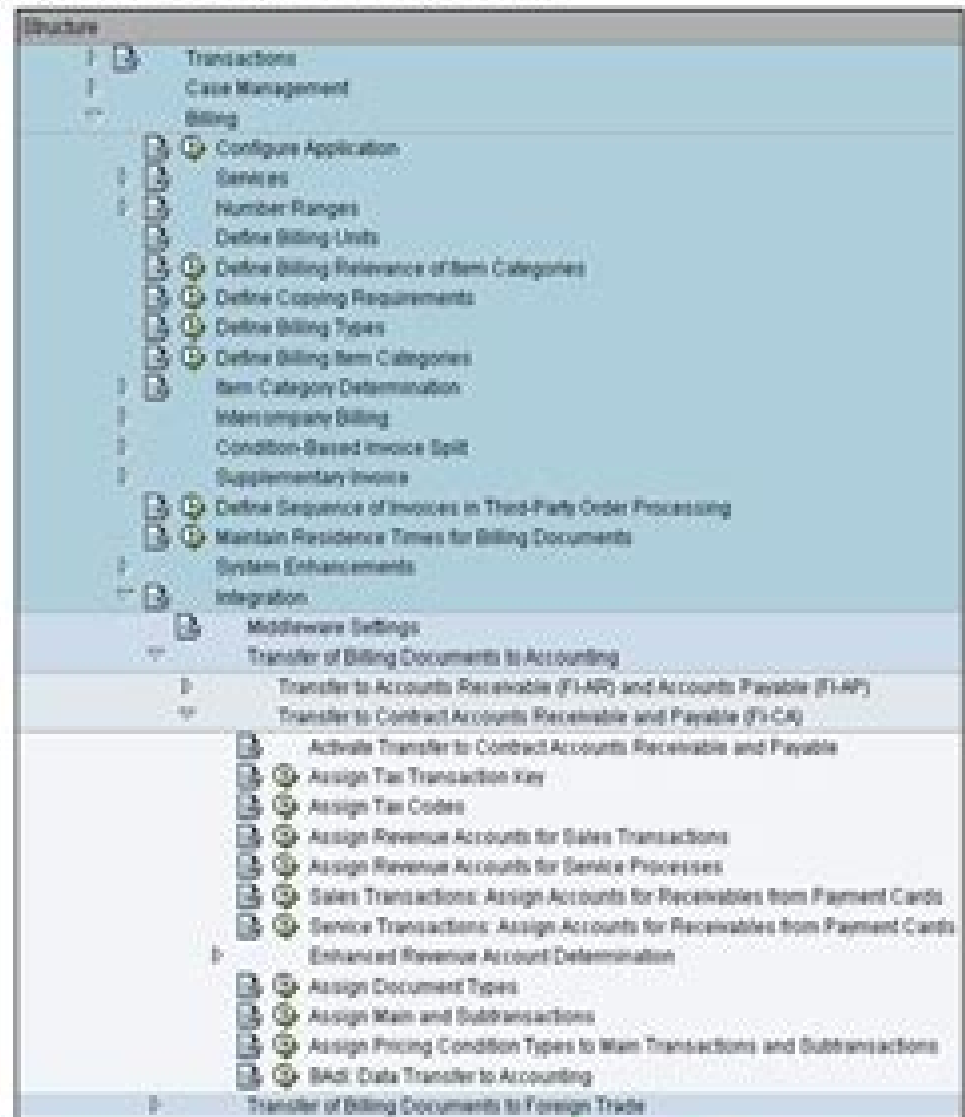 Structure
Transactions
Case Management
Billing
Configure Application
Services
Number Ranges
Define Billing Units
Define Billing Relevance of Item Categories
Define Copying Requirements
Define Billing Types
Define Billing Item Categories
Item Category Determination
Intercompany Billing
Condition-Based Invoice Split
Supplementary Invoice
Define Sequence of Invoices in Third-Party Order Processing
Maintain Residence Times for Billing Documents
System Enhancements
Integration
Middleware Settings
Transfer of Billing Documents to Accounting
Transfer to Accounts Receivable (FI-AR) and Accounts Payable (FI-AP)
Transfer to Contract Accounts Receivable and Payable (FI-CA)
Activate Transfer to Contract Accounts Receivable and Payable
Assign Tax Transaction Key
Assign Tax Codes
Assign Revenue Accounts for Sales Transactions
Assign Revenue Accounts for Service Processes
Sales Transactions: Assign Accounts for Receivables from Payment Cards
Service Transactions: Assign Accounts for Receivables from Payment Cards
Enhanced Revenue Account Determination
Assign Document Types
Assign Main and Subtransactions
Assign Pricing Condition Types to Main Transactions and Subtransactions
BAdI: Data Transfer to Accounting
Transfer of Billing Documents to Foreign Trade